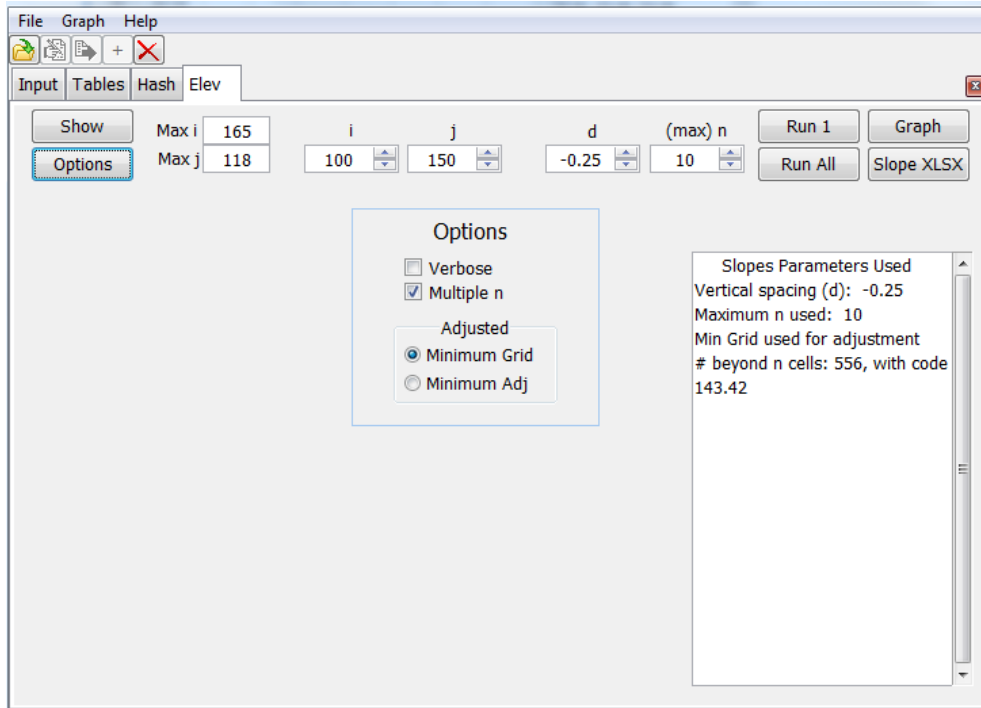 File Graph Help
+
Input Tables Hash Elev
Show Max i 165 i j d (max) n Run 1 Graph
Options Max j 118 100 150 -0.25 10 Run All Slope XLSX
Options
Verbose
Multiple n
Adjusted
Minimum Grid
Minimum Adj
Slopes Parameters Used
Vertical spacing (d): -0.25
Maximum n used: 10
Min Grid used for adjustment
# beyond n cells: 556, with code
143.42